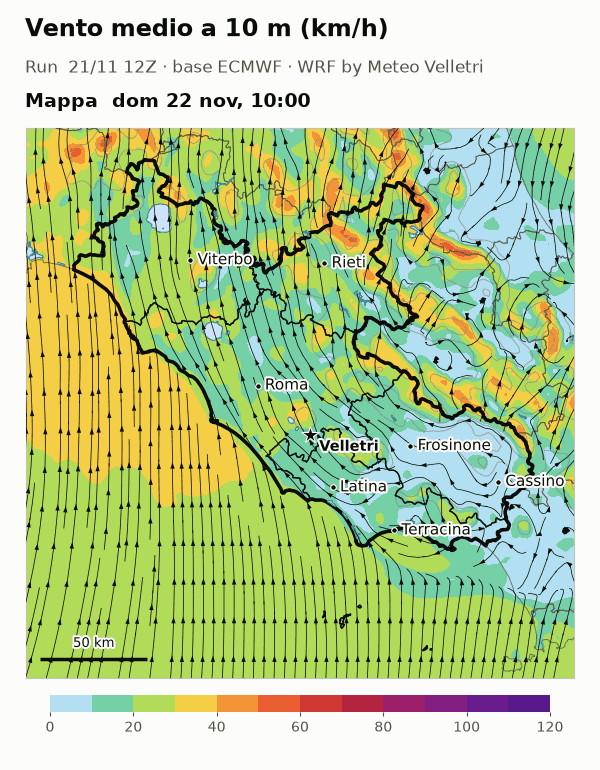 Vento medio a 10 m (km/h)
Run 21/11 12Z · base ECMWF · WRF by Meteo Velletri
Mappa dom 22 nov, 10:00
Viterbo
Rieti
Roma
Velletri
Frosinone
Latina
Cassino
Terracina
50 km
0 20 40 60 80 100 120